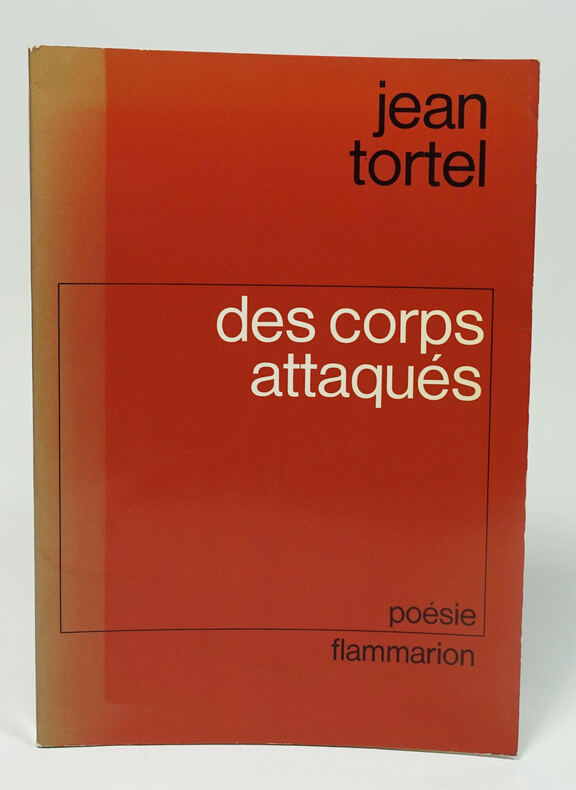 jean
tortel
des corps
attaqués
poésie
flammarion